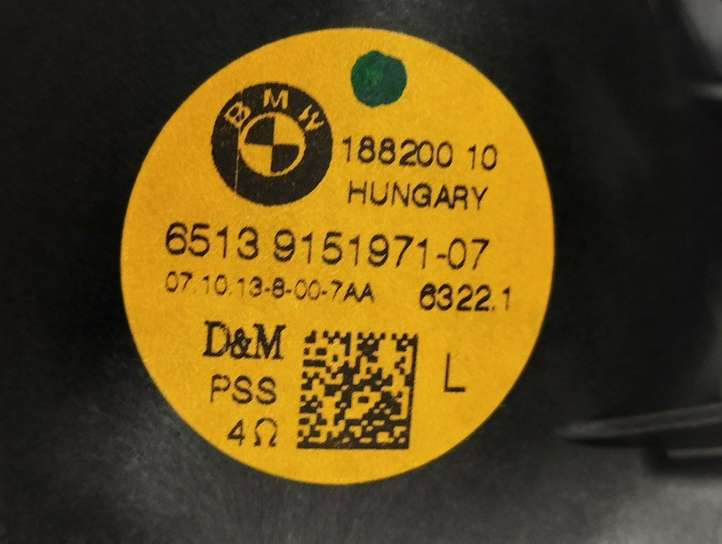 BMW
188200 10
HUNGARY
6513 9151971-07
07.10.13-8-00-7AA 6322.1
D&M
PSS
L
4Ω